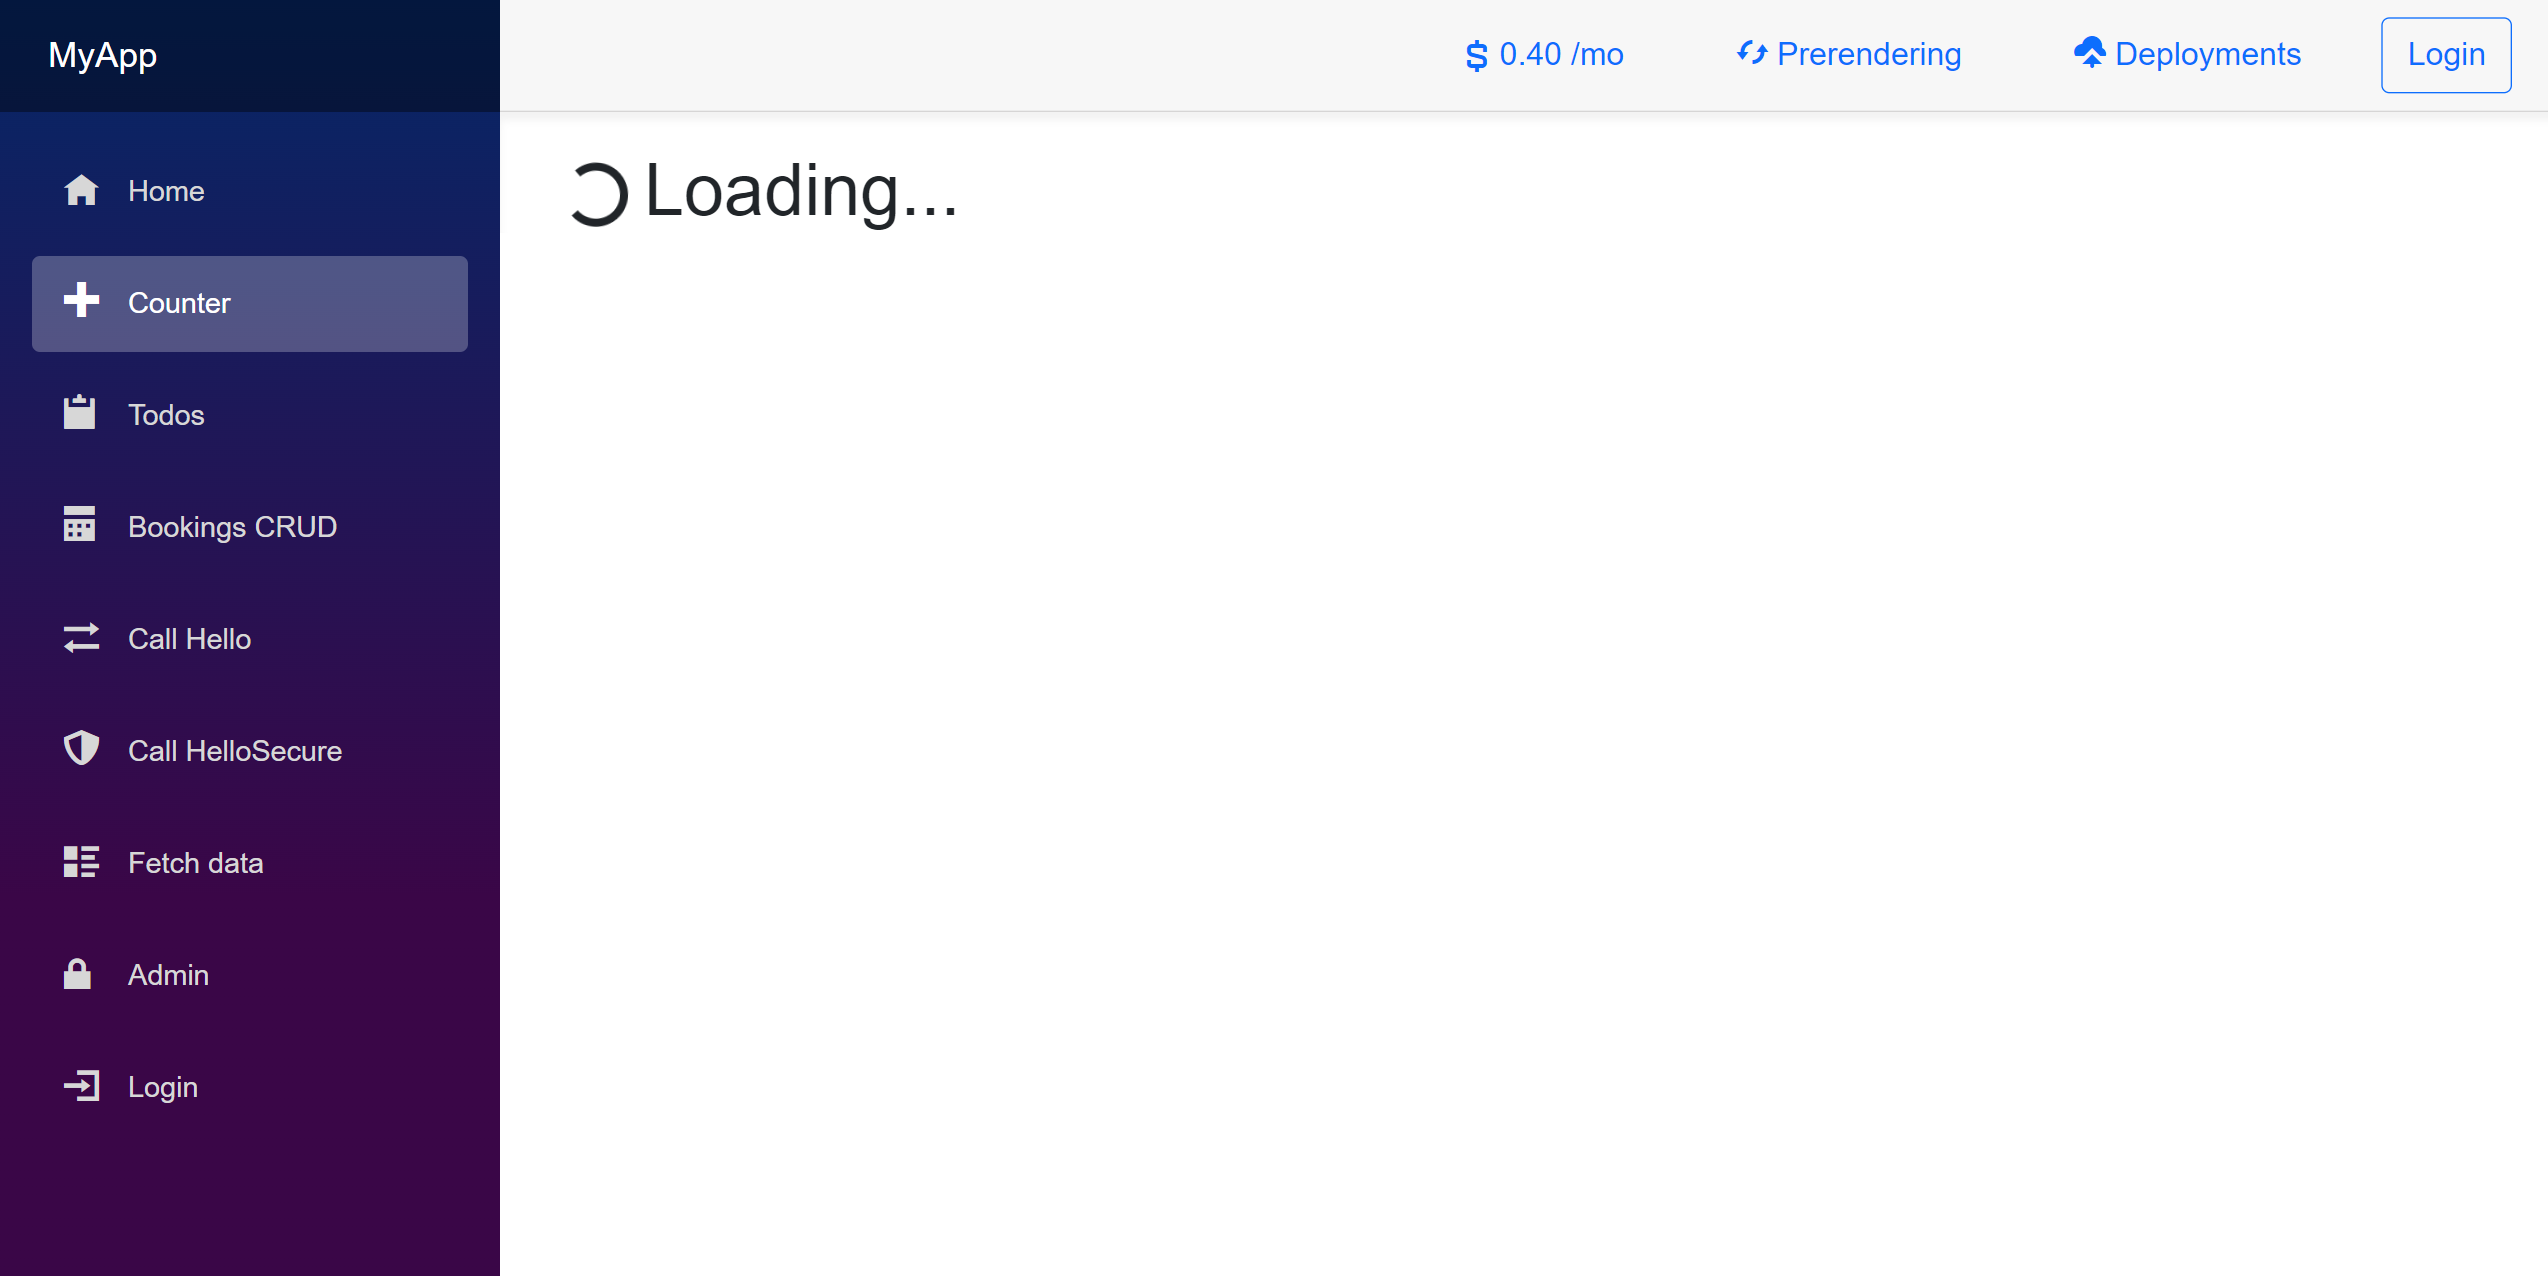 MyApp
$ 0.40 /mo
Prerendering
Deployments
Login
Home
Counter
Todos
Bookings CRUD
Call Hello
Call HelloSecure
Fetch data
Admin
Login
Loading...